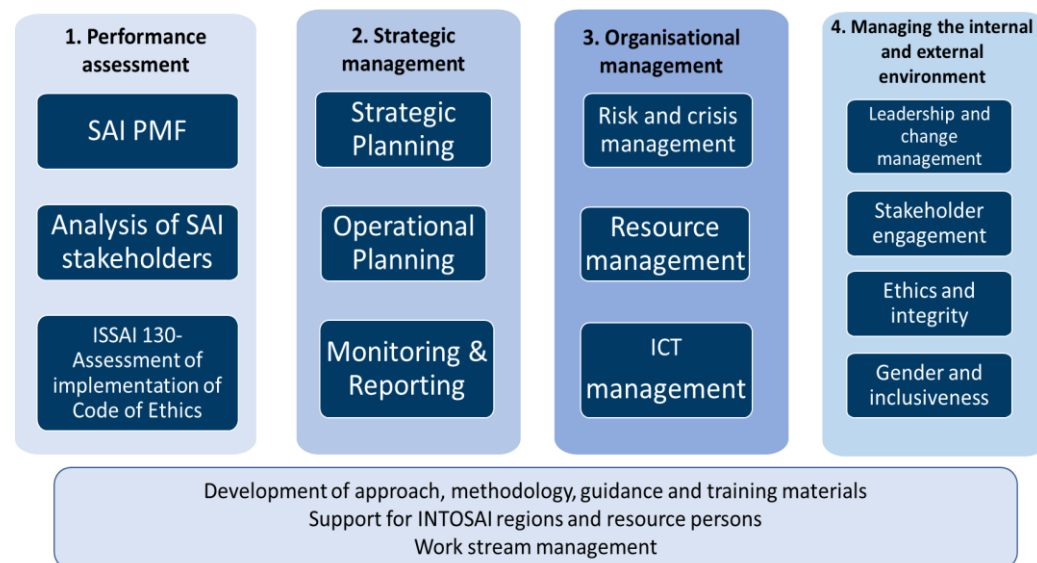 1. Performance
assessment
SAI PMF
Analysis of SAI
stakeholders
ISSAI 130-
Assessment of
implementation of
Code of Ethics
2. Strategic
management
Strategic
Planning
Operational
Planning
Monitoring &
Reporting
3. Organisational
management
Risk and crisis
management
Resource
management
ICT
management
4. Managing the internal
and external
environment
Leadership and
change
management
Stakeholder
engagement
Ethics and
integrity
Gender and
inclusiveness
Development of approach, methodology, guidance and training materials
Support for INTOSAI regions and resource persons
Work stream management